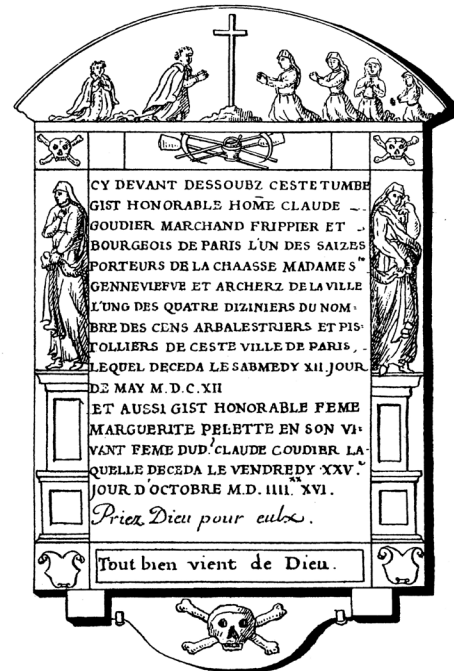 CY DEVANT DESSOUBZ CESTE TUMBE
GIST HONORABLE HOM̃E CLAUDE
GOUDIER MARCHAND FRIPPIER ET
BOURGEOIS DE PARIS L'UN DES SAIZES
PORTEURS DE LA CHAASSE MADAME Sᵗᵉ
GENNEVIEFVE ET ARCHERZ DE LA VILLE
L'UNG DES QUATRE DIZINIERS DU NOM-
BRE DES CENS ARBALESTRIERS ET PIS-
TOLLIERS DE CESTE VILLE DE PARIS,
LEQUEL DECEDA LE SABMEDY XII JOUR
DE MAY M.D.C.XII
ET AUSSI GIST HONORABLE FEME
MARGUERITE PELETTE EN SON VI-
VANT FEME DUD.ᵗ CLAUDE COUDIER LA-
QUELLE DECEDA LE VENDREDY XXV.ᵉ
JOUR D'OCTOBRE M.D.IIII.ˣˣ XVI.
Priez Dieu pour eulx.
Tout bien vient de Dieu.